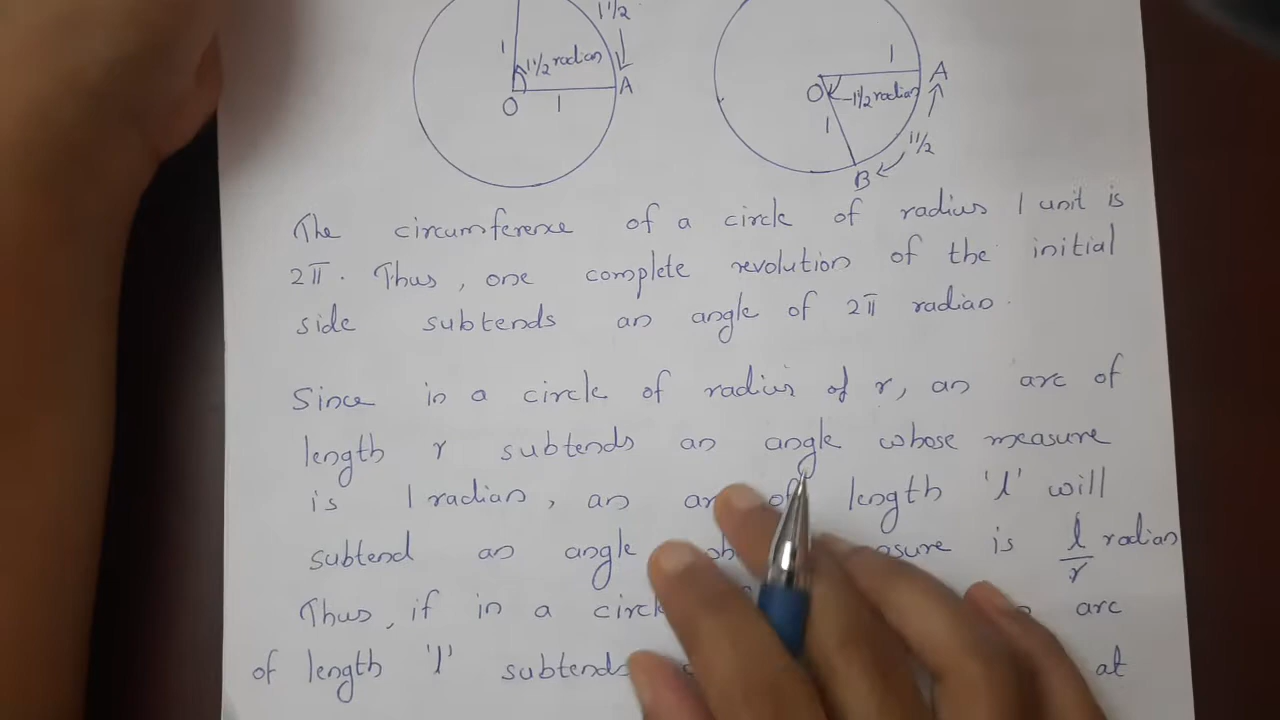 1 1½ radian 1½ A
O 1
1 A
O -1½ radian
1 1½
B
The circumference of a circle of radius 1 unit is
2π. Thus, one complete revolution of the initial
side subtends an angle of 2π radian.
Since in a circle of radius of r, an arc of
length r subtends an angle whose measure
is 1 radian, an of length 'l' will
subtend an angle is l/r radian
Thus, if in a arc
of length 'l' subtends at